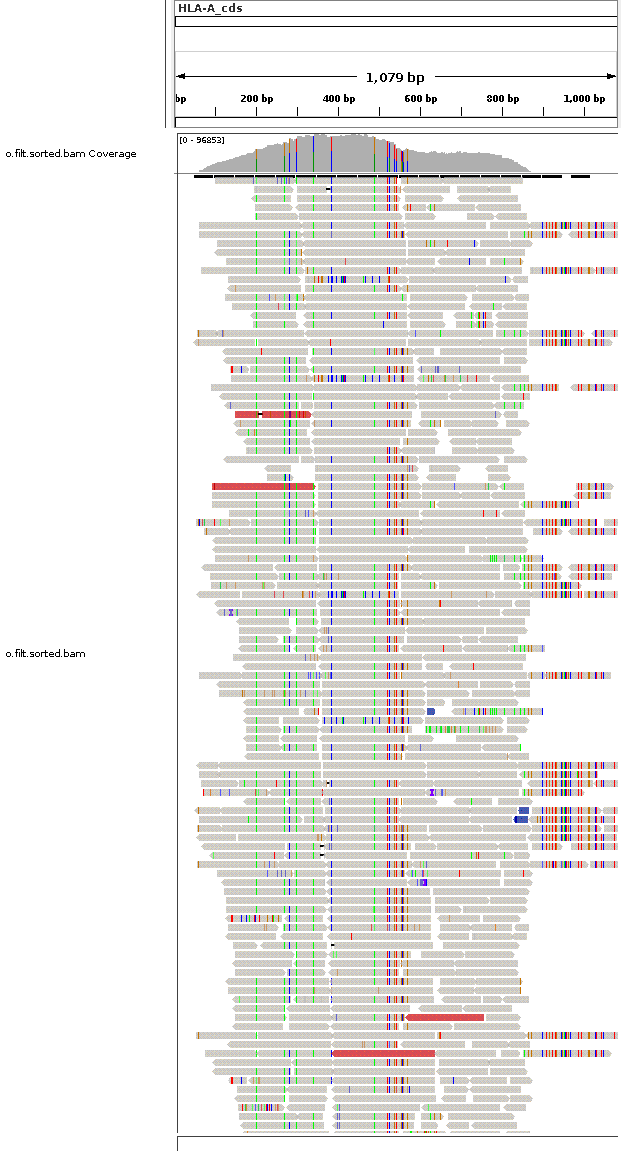 HLA-A_cds
1,079 bp
bp 200 bp 400 bp 600 bp 800 bp 1,000 bp
[0 - 96853]
o.filt.sorted.bam Coverage
o.filt.sorted.bam